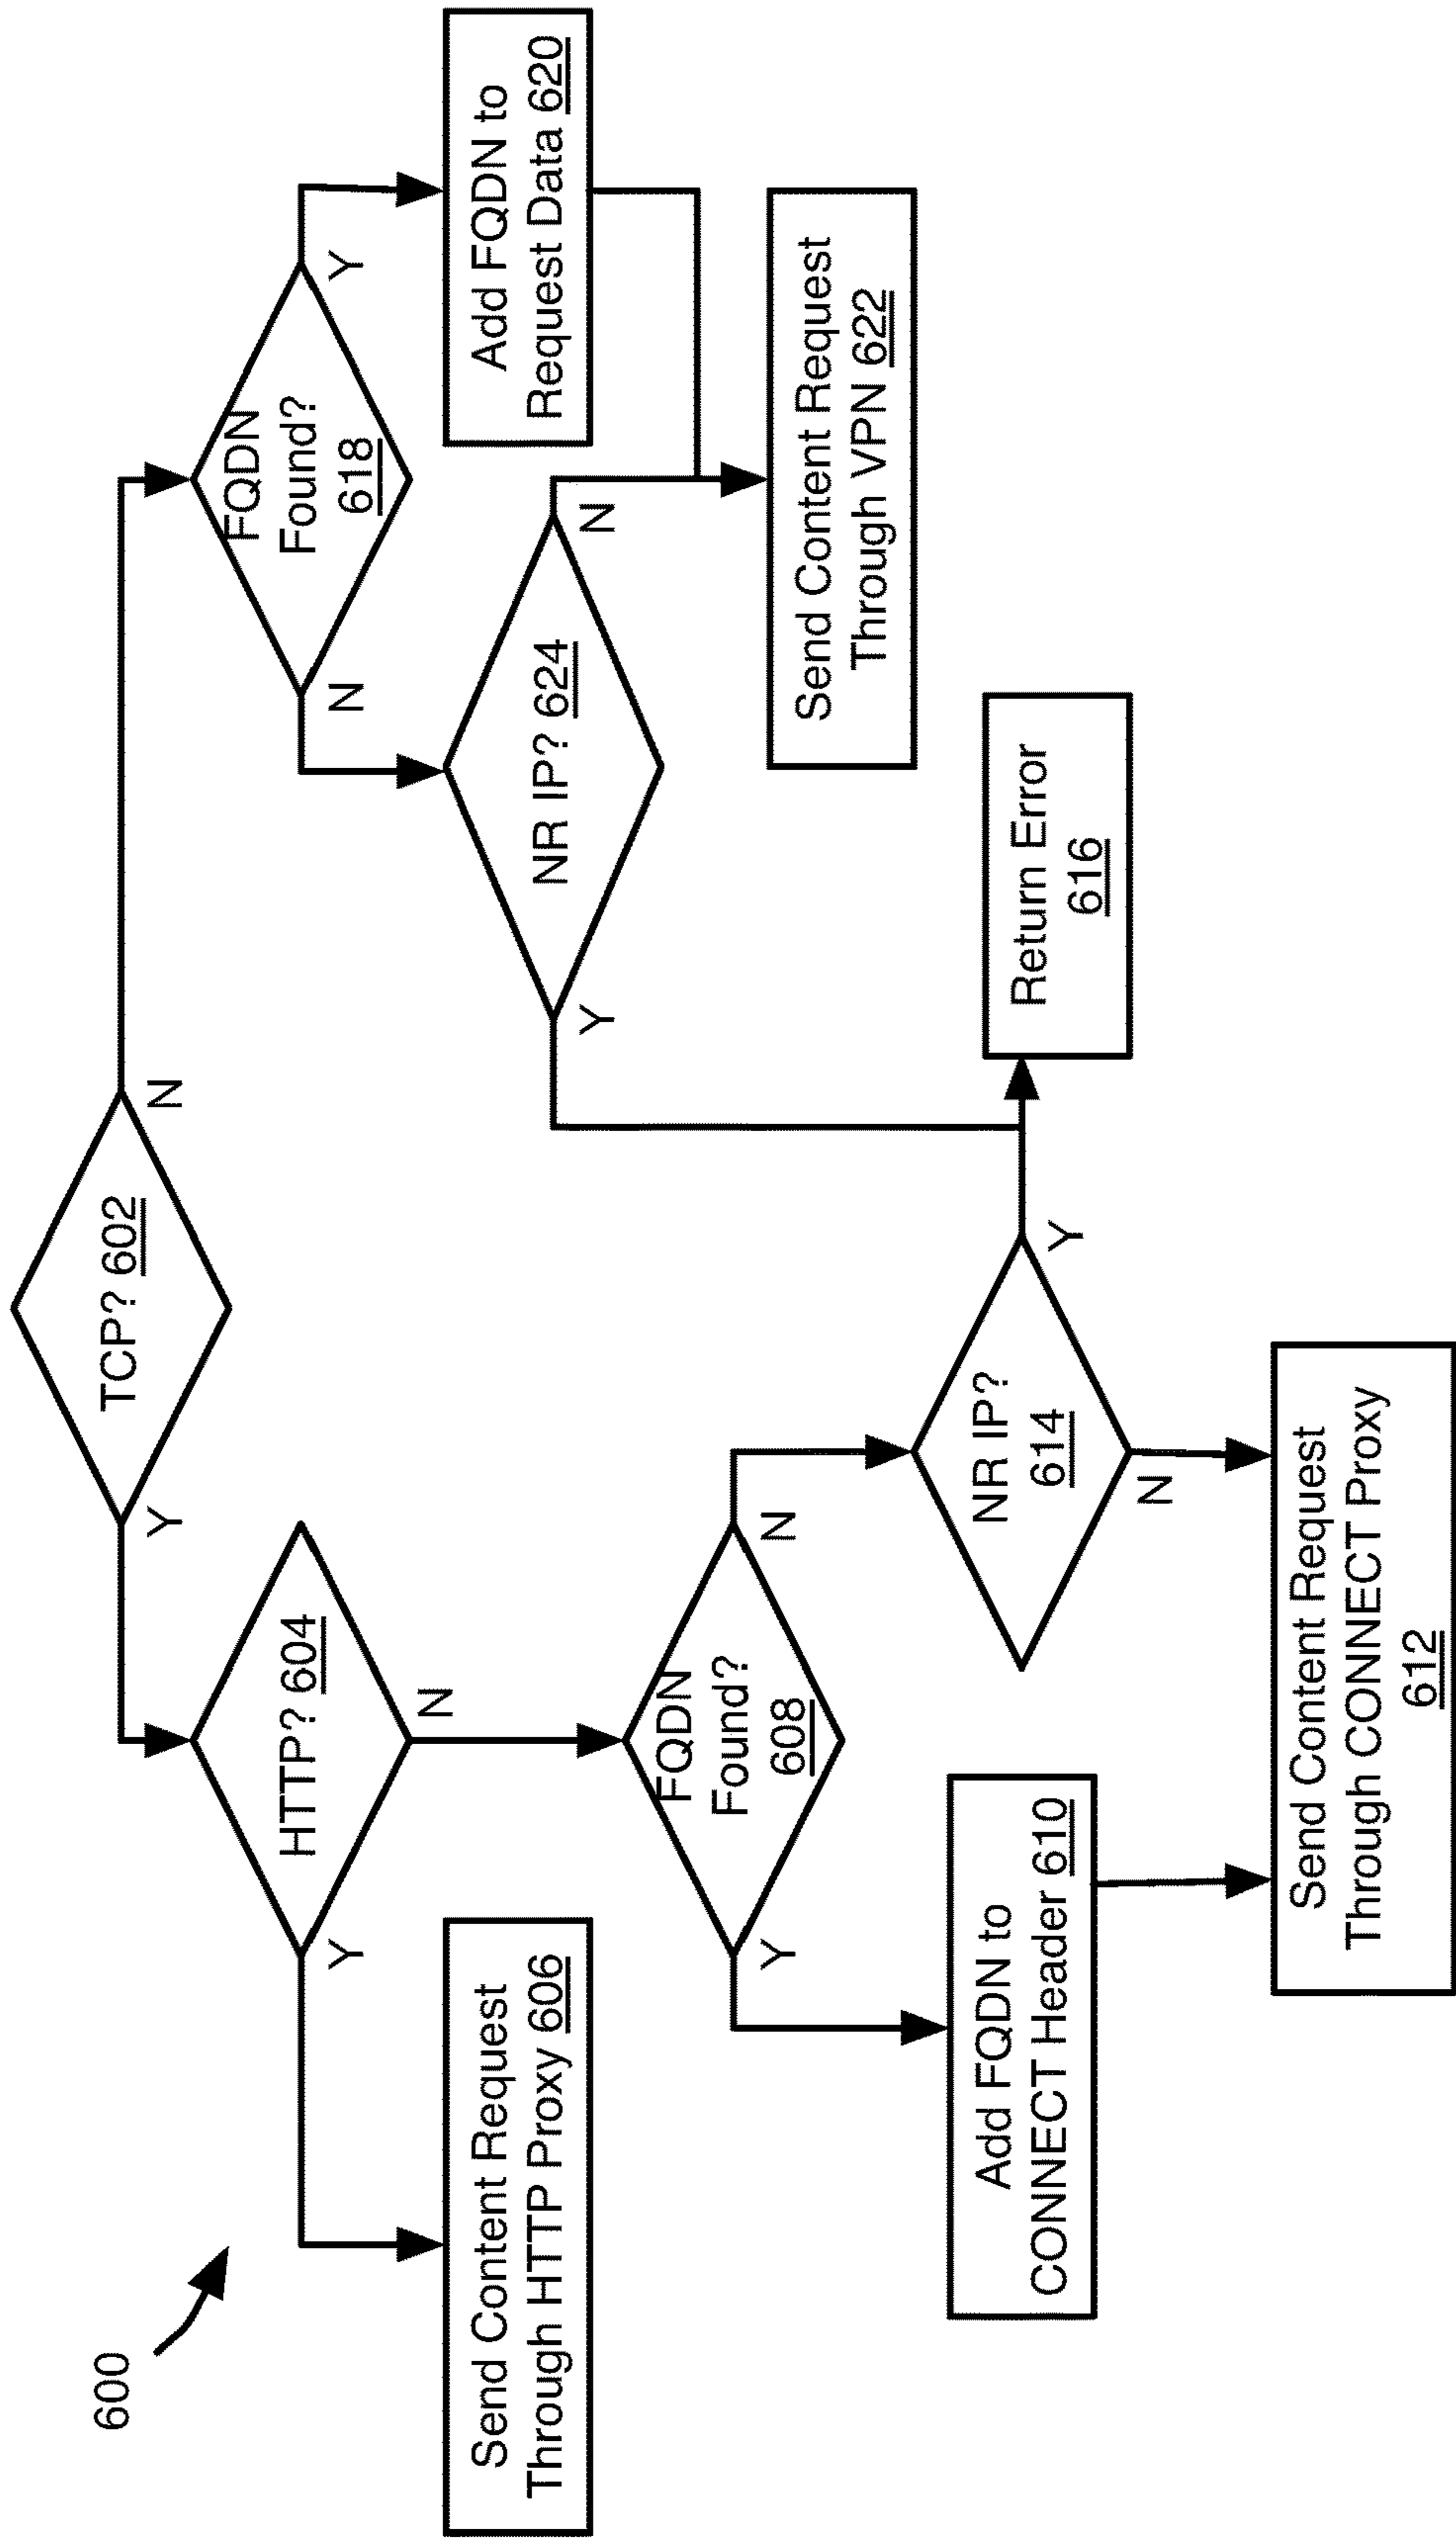 600
TCP? 602
Y
N
HTTP? 604
Y
N
Send Content Request
Through HTTP Proxy 606
FQDN
Found?
608
Y
N
Add FQDN to
CONNECT Header 610
NR IP?
614
Y
N
Send Content Request
Through CONNECT Proxy
612
Return Error
616
FQDN
Found?
618
N
Y
Add FQDN to
Request Data 620
NR IP? 624
Y
N
Send Content Request
Through VPN 622